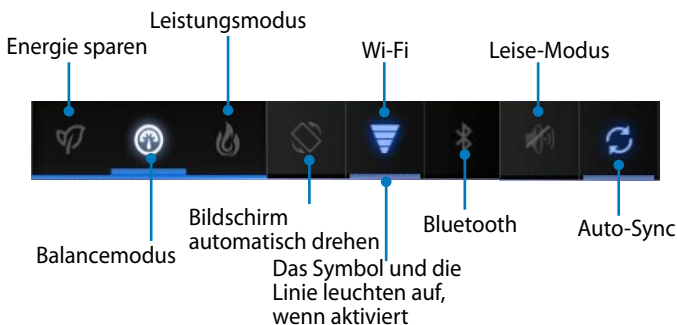 Leistungsmodus
Energie sparen
Wi-Fi
Leise-Modus
Bildschirm
automatisch drehen
Bluetooth
Auto-Sync
Balancemodus
Das Symbol und die
Linie leuchten auf,
wenn aktiviert